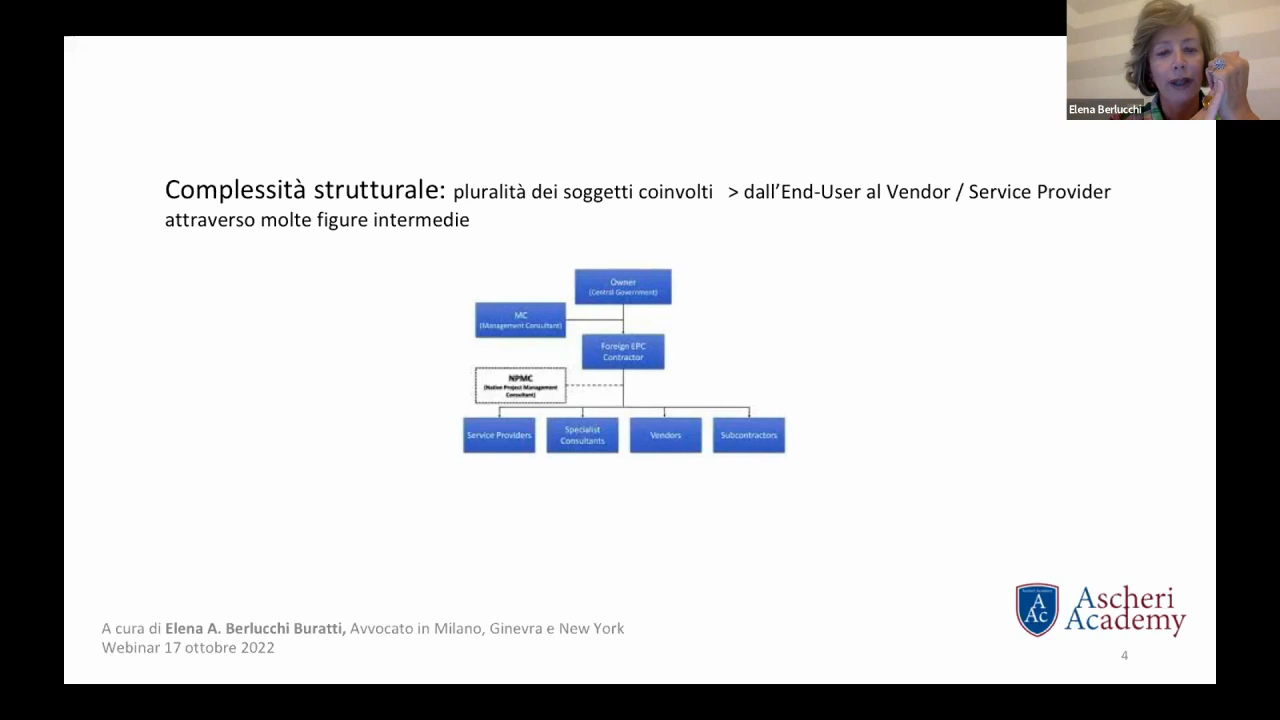 Elena Berlucchi
Complessità strutturale: pluralità dei soggetti coinvolti > dall’End-User al Vendor / Service Provider
attraverso molte figure intermedie
Owner
(Central Government)
MC
(Management Consultant)
Foreign EPC
Contractor
NPMC
(Native Project Management
Consultant)
Service Providers
Specialist
Consultants
Vendors
Subcontractors
A cura di Elena A. Berlucchi Buratti, Avvocato in Milano, Ginevra e New York
Webinar 17 ottobre 2022
A
Ac
Ascheri
Academy
4